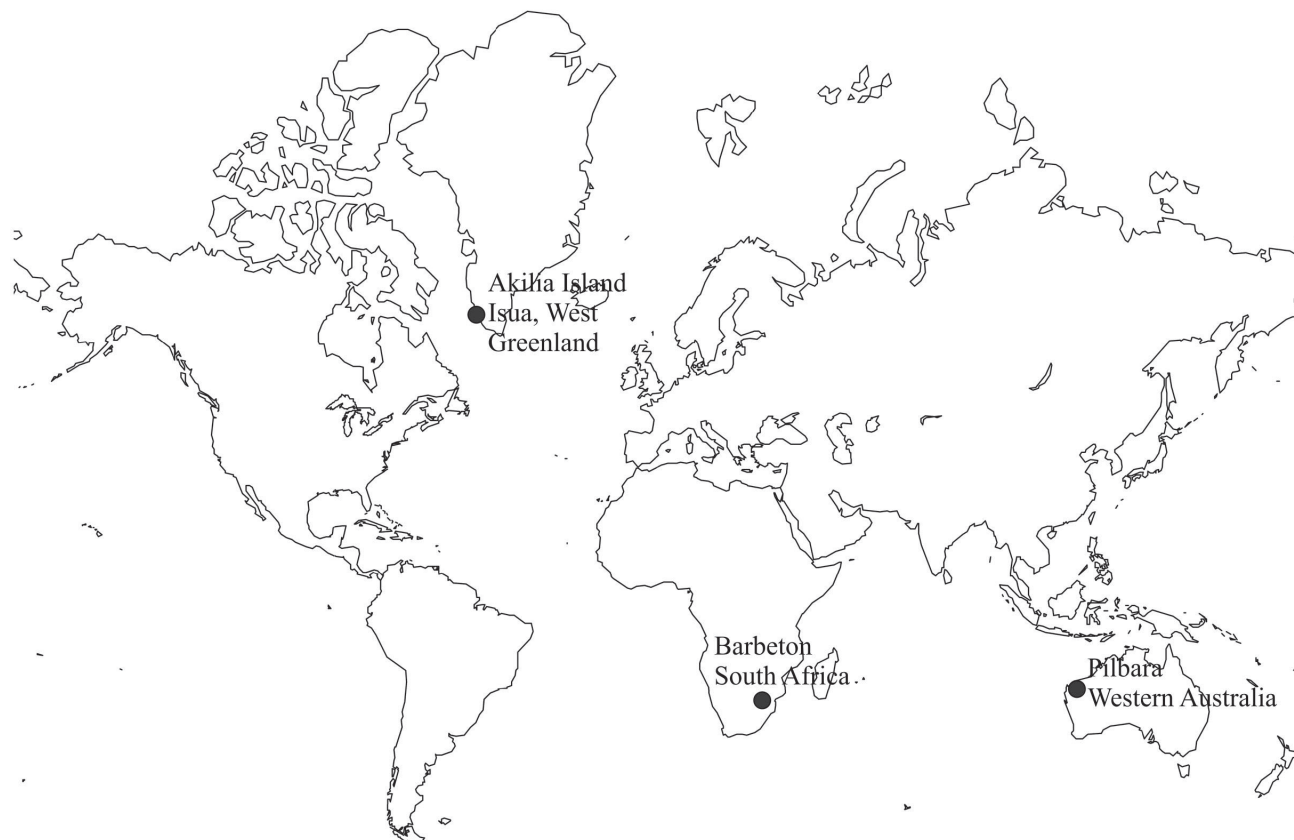 Akilia Island
Isua, West
Greenland
Barbeton
South Africa
Pilbara
Western Australia